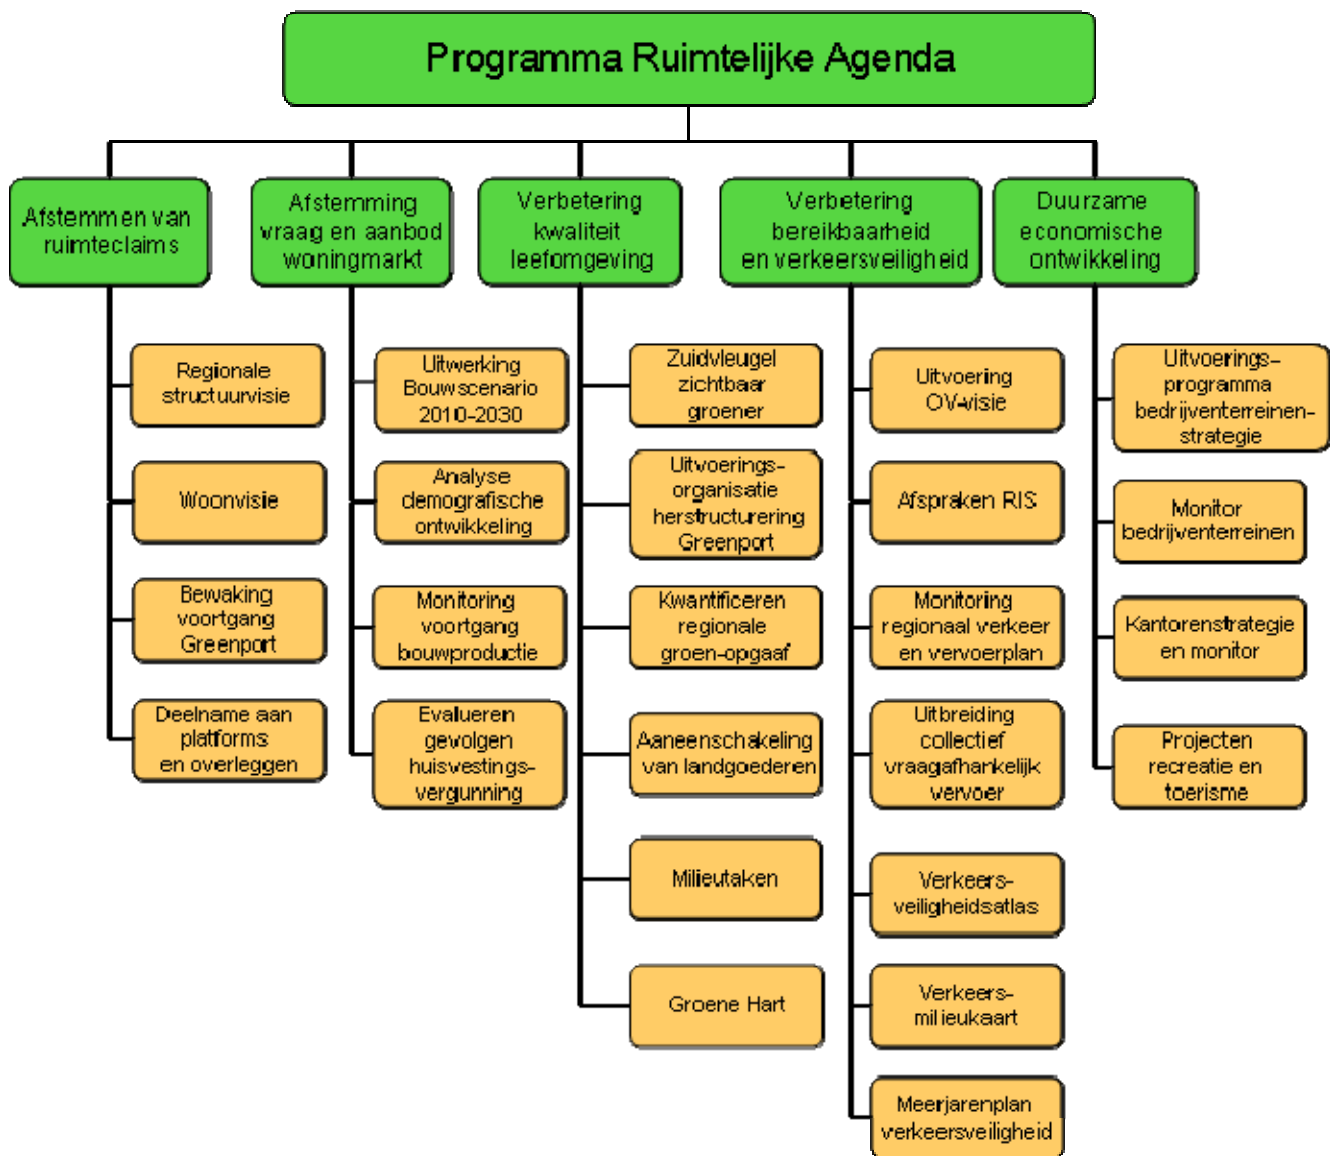 Programma Ruimtelijke Agenda
Afstemmen van
ruimteclaims
Regionale
structuurvisie
Woonvisie
Bewaking
voortgang
Greenport
Deelname aan
platforms
en overleggen
Afstemming
vraag en aanbod
woningmarkt
Uitwerking
Bouwscenario
2010-2030
Analyse
demografische
ontwikkeling
Monitoring
voortgang
bouwproductie
Evalueren
gevolgen
huisvestings-
vergunning
Verbetering
kwaliteit
leefomgeving
Zuidvleugel
zichtbaar
groener
Uitvoerings-
organisatie
herstructurering
Greenport
Kwantificeren
regionale
groen-opgaaf
Aaneenschakeling
van landgoederen
Milieutaken
Groene Hart
Verbetering
bereikbaarheid
en verkeersveiligheid
Uitvoering
OV-visie
Afspraken RIS
Monitoring
regionaal verkeer
en vervoerplan
Uitbreiding
collectief
vraagafhankelijk
vervoer
Verkeers-
veiligheidsatlas
Verkeers-
milieukaart
Meerjarenplan
verkeersveiligheid
Duurzame
economische
ontwikkeling
Uitvoerings-
programma
bedrijventerreinen-
strategie
Monitor
bedrijventerreinen
Kantorenstrategie
en monitor
Projecten
recreatie en
toerisme